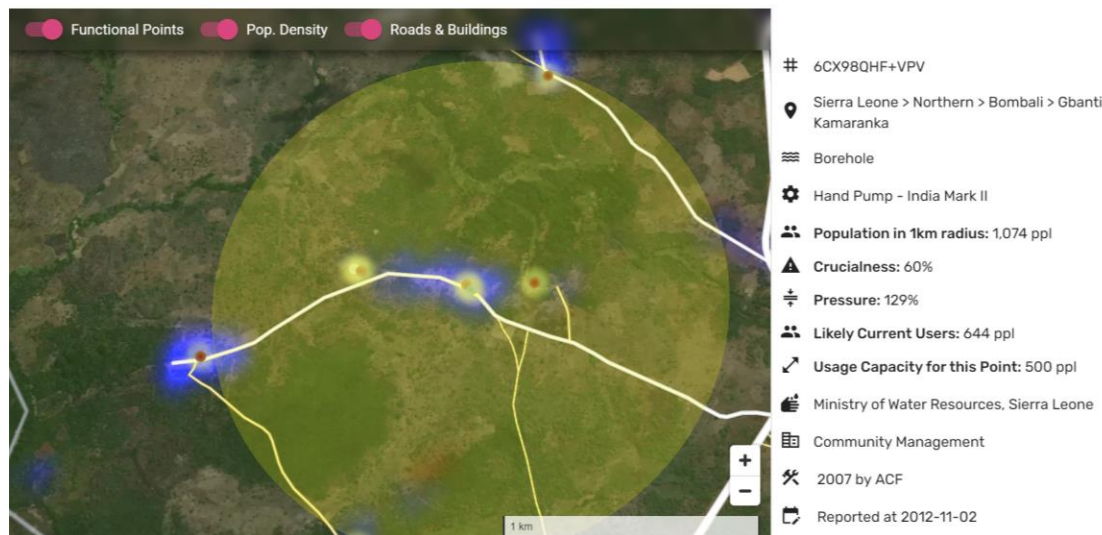 Functional Points Pop. Density Roads & Buildings
6CX98QHF+VPV
Sierra Leone > Northern > Bombali > Gbanti
Kamaranka
Borehole
Hand Pump - India Mark II
Population in 1km radius: 1,074 ppl
Crucialness: 60%
Pressure: 129%
Likely Current Users: 644 ppl
Usage Capacity for this Point: 500 ppl
Ministry of Water Resources, Sierra Leone
Community Management
2007 by ACF
Reported at 2012-11-02
+
−
1 km